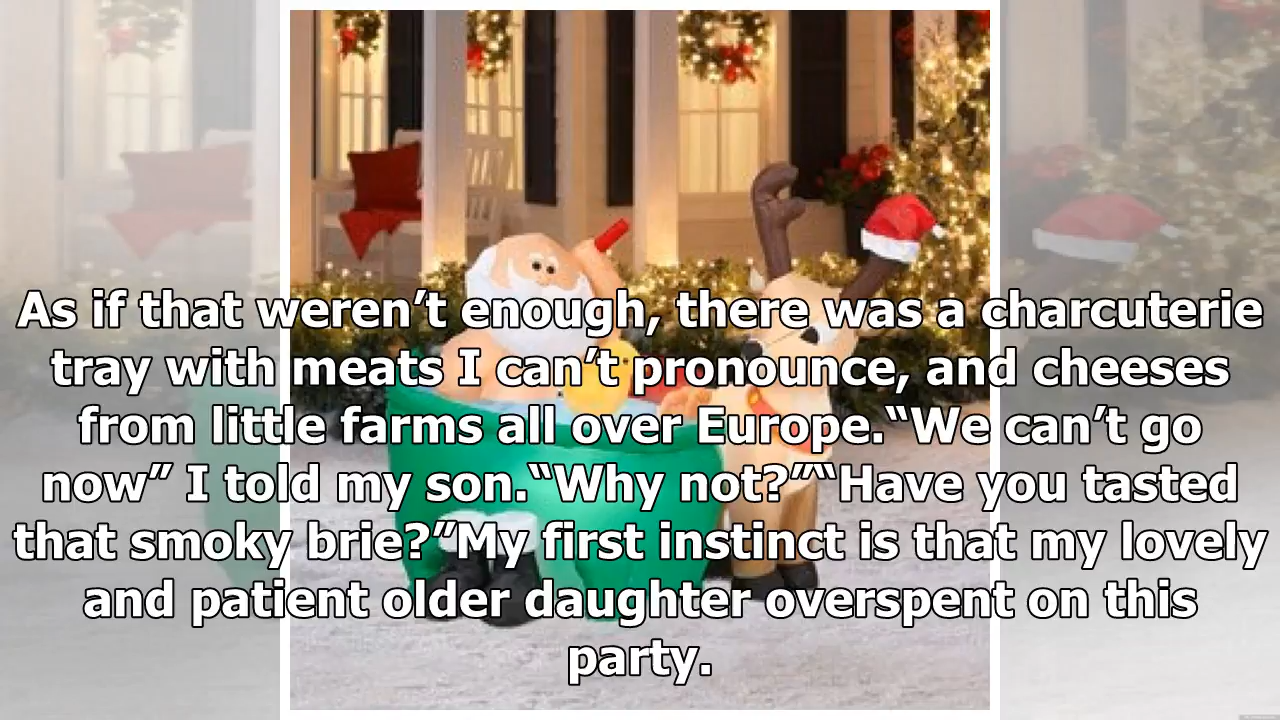 As if that weren’t enough, there was a charcuterie
tray with meats I can’t pronounce, and cheeses
from little farms all over Europe.“We can’t go
now” I told my son.“Why not?”“Have you tasted
that smoky brie?”My first instinct is that my lovely
and patient older daughter overspent on this
party.